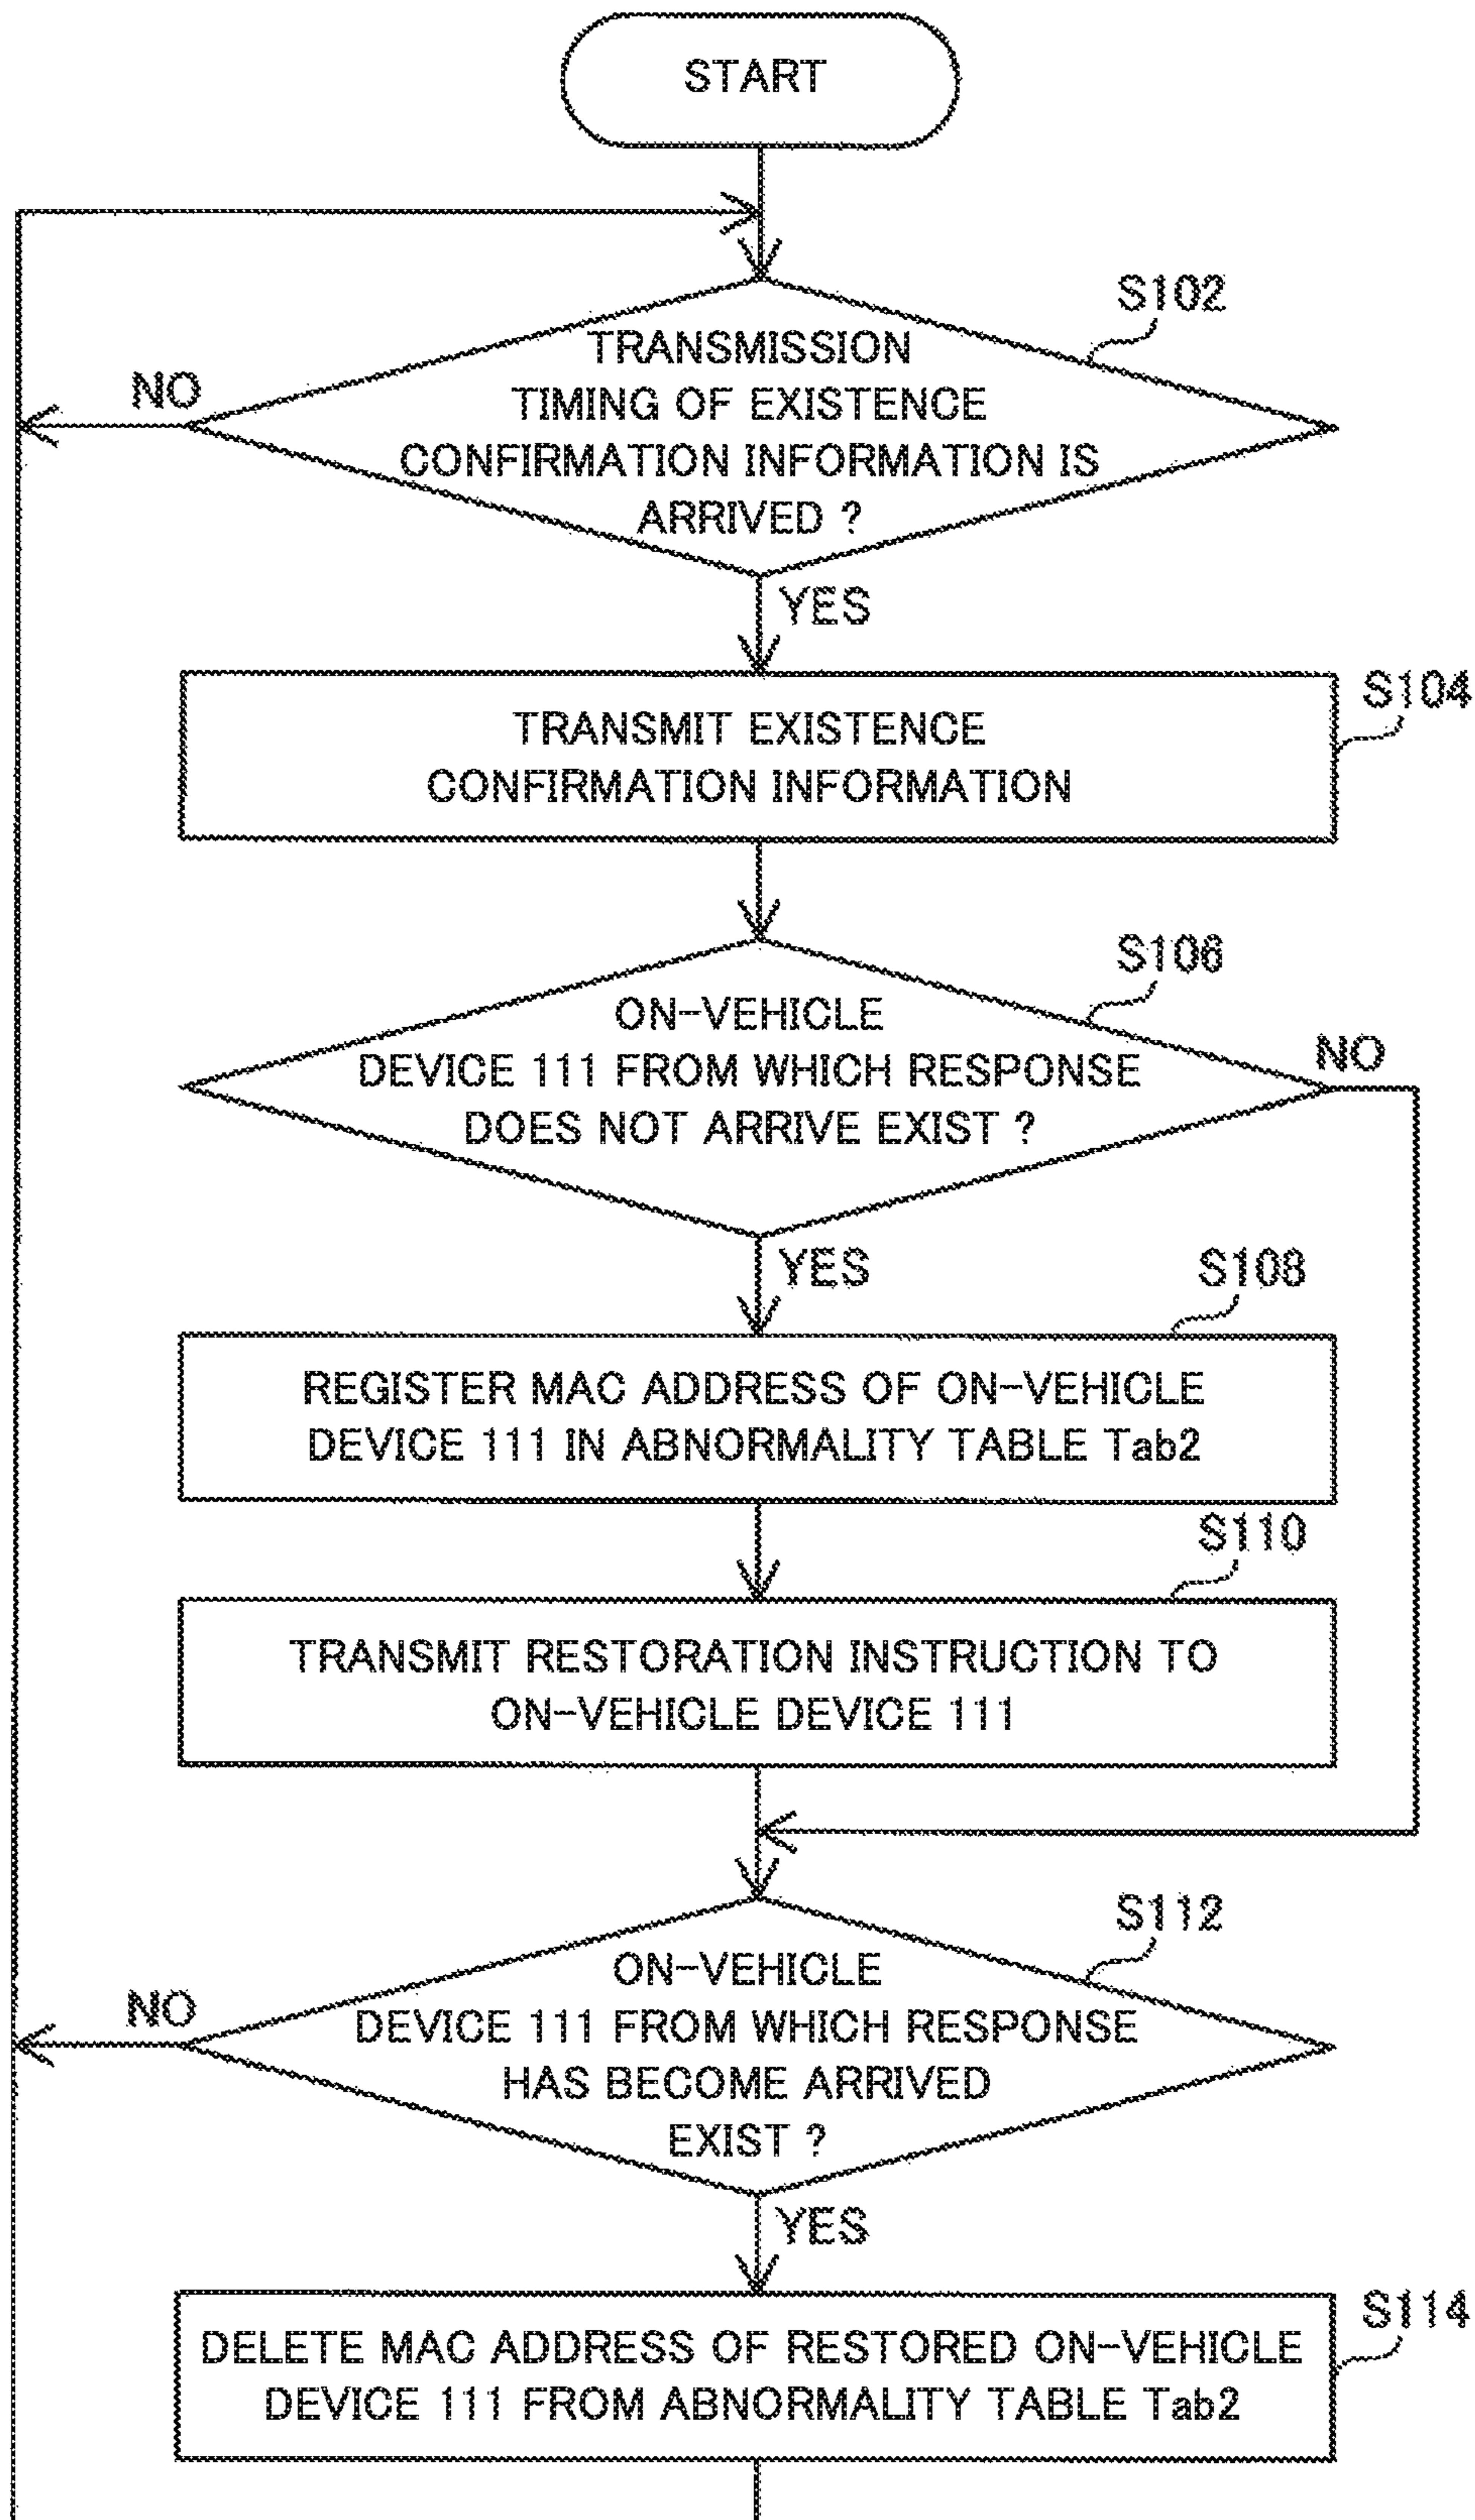 START
S102
TRANSMISSION
TIMING OF EXISTENCE
CONFIRMATION INFORMATION IS
ARRIVED ?
NO
YES
S104
TRANSMIT EXISTENCE
CONFIRMATION INFORMATION
S106
ON-VEHICLE
DEVICE 111 FROM WHICH RESPONSE
DOES NOT ARRIVE EXIST ?
NO
YES
S108
REGISTER MAC ADDRESS OF ON-VEHICLE
DEVICE 111 IN ABNORMALITY TABLE Tab2
S110
TRANSMIT RESTORATION INSTRUCTION TO
ON-VEHICLE DEVICE 111
S112
ON-VEHICLE
DEVICE 111 FROM WHICH RESPONSE
HAS BECOME ARRIVED
EXIST ?
NO
YES
S114
DELETE MAC ADDRESS OF RESTORED ON-VEHICLE
DEVICE 111 FROM ABNORMALITY TABLE Tab2